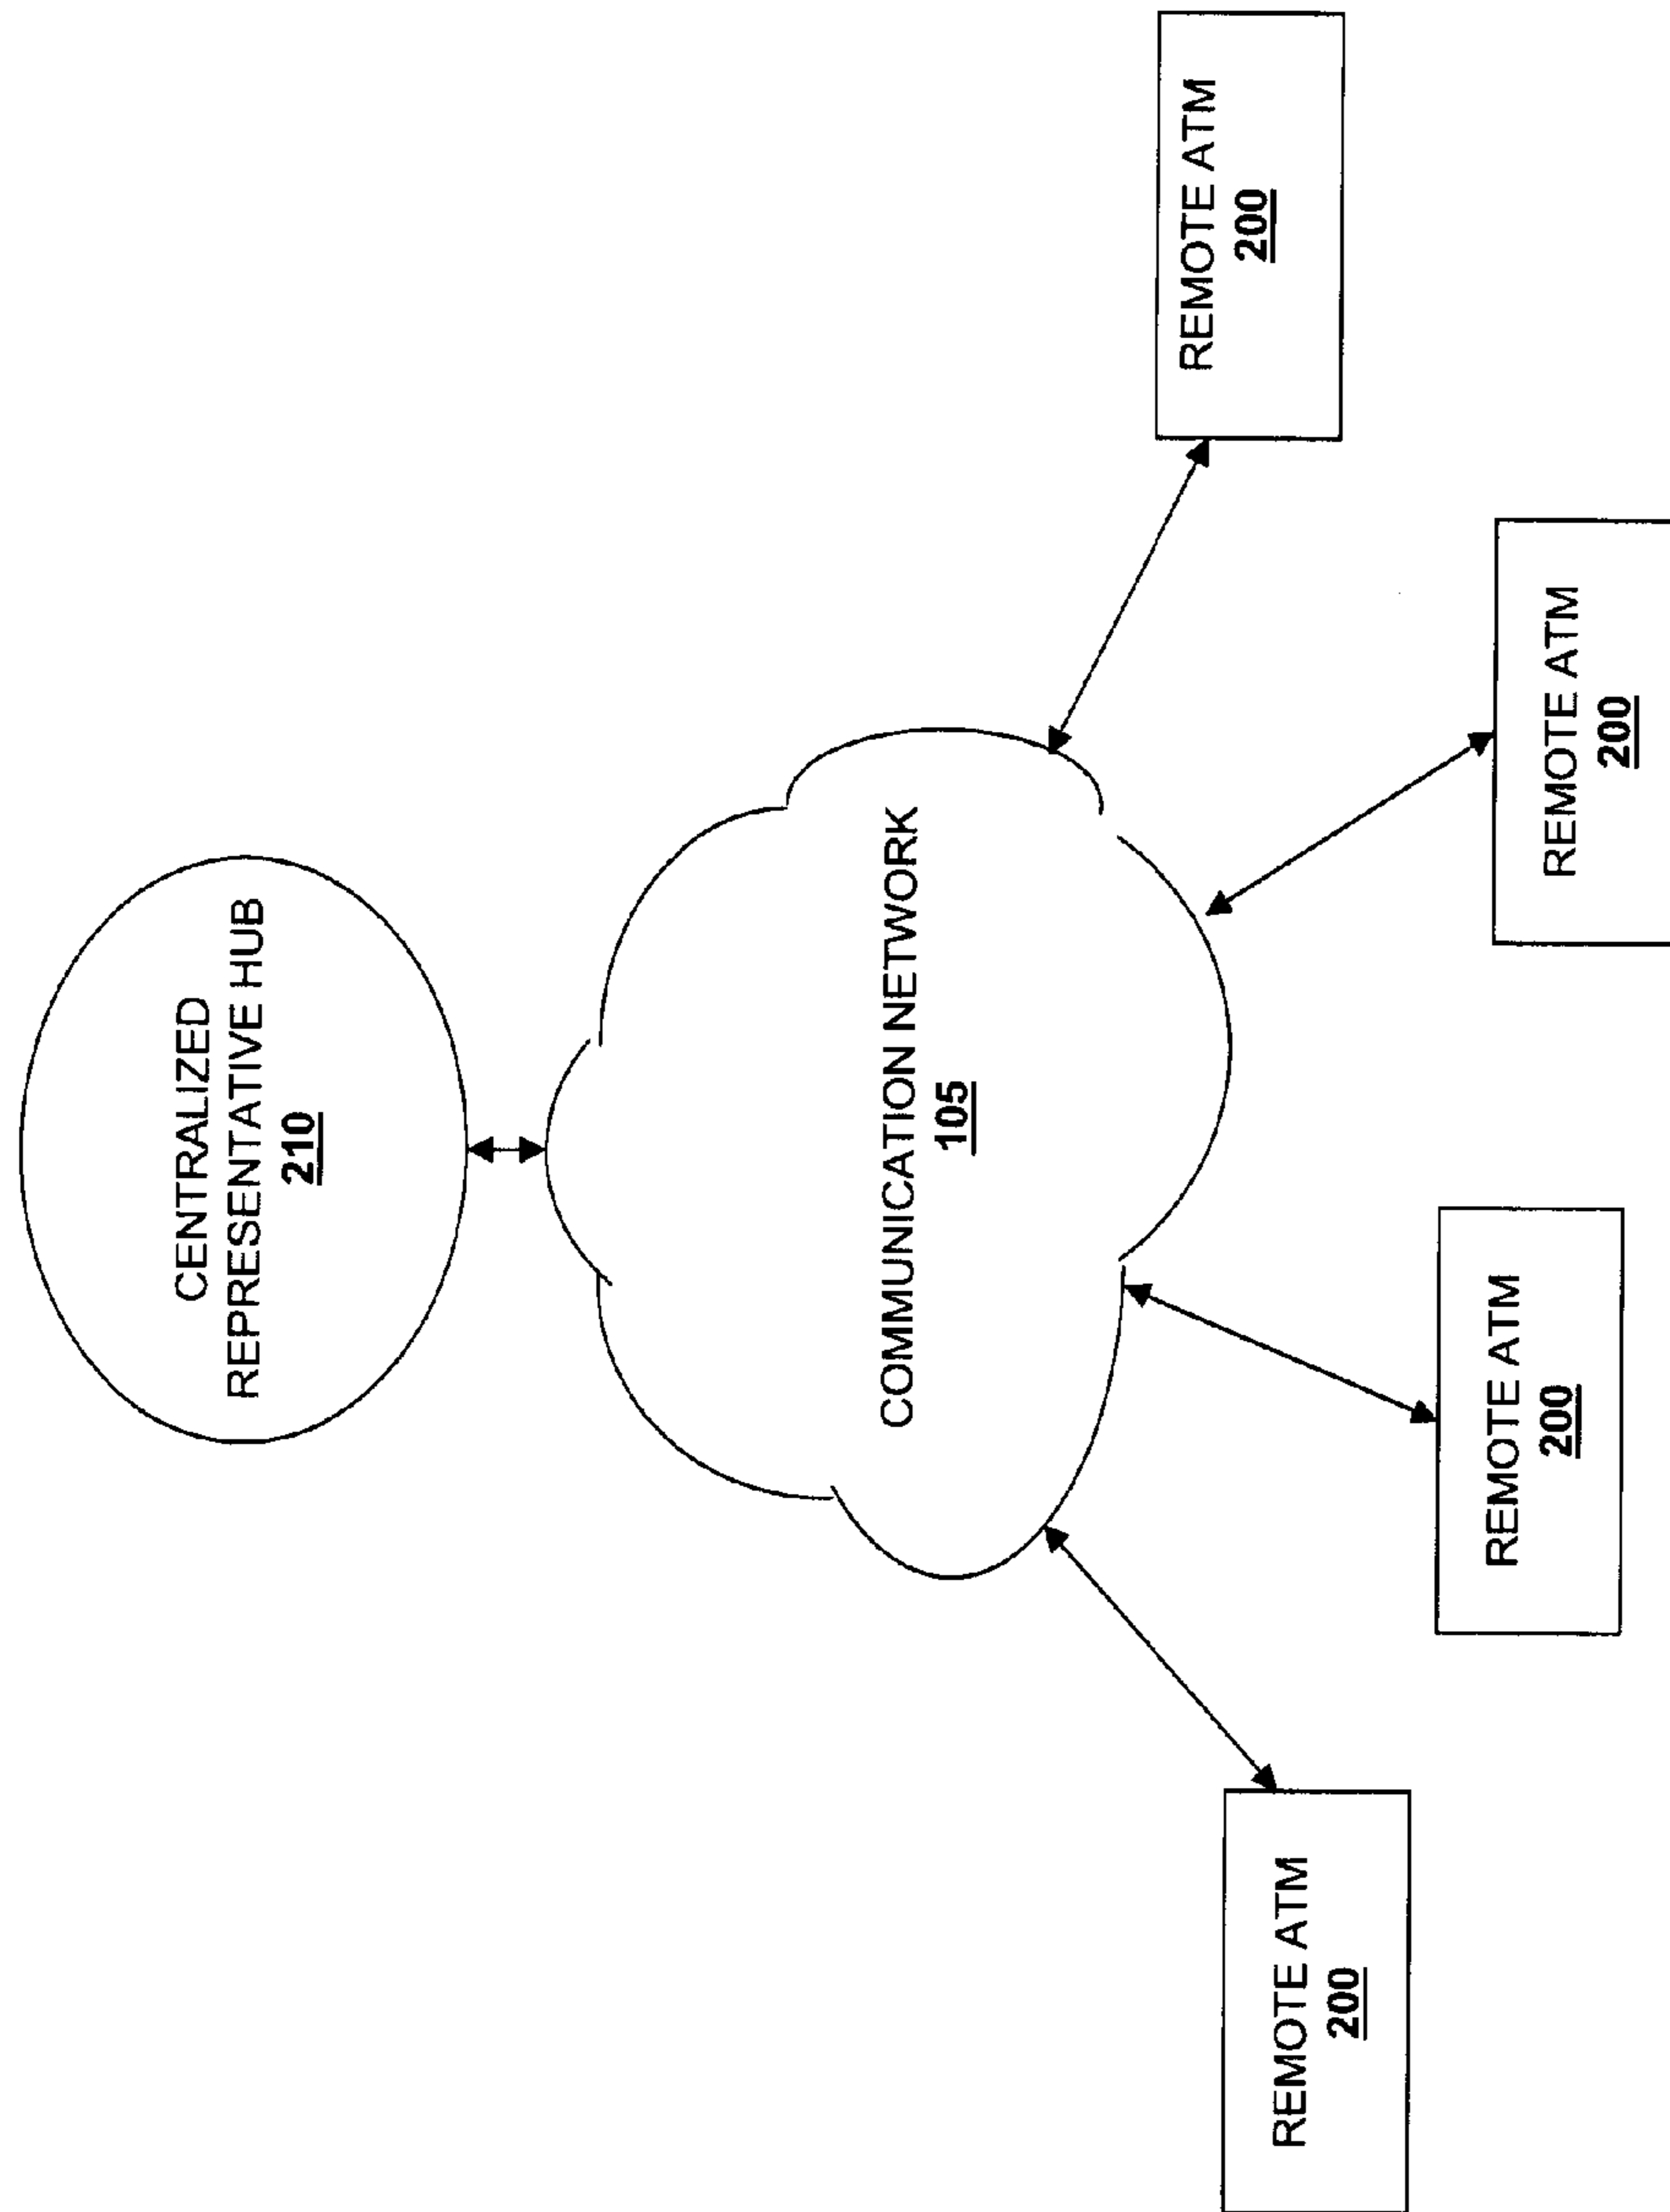 CENTRALIZED
REPRESENTATIVE HUB
210
COMMUNICATION NETWORK
105
REMOTE ATM
200
REMOTE ATM
200
REMOTE ATM
200
REMOTE ATM
200